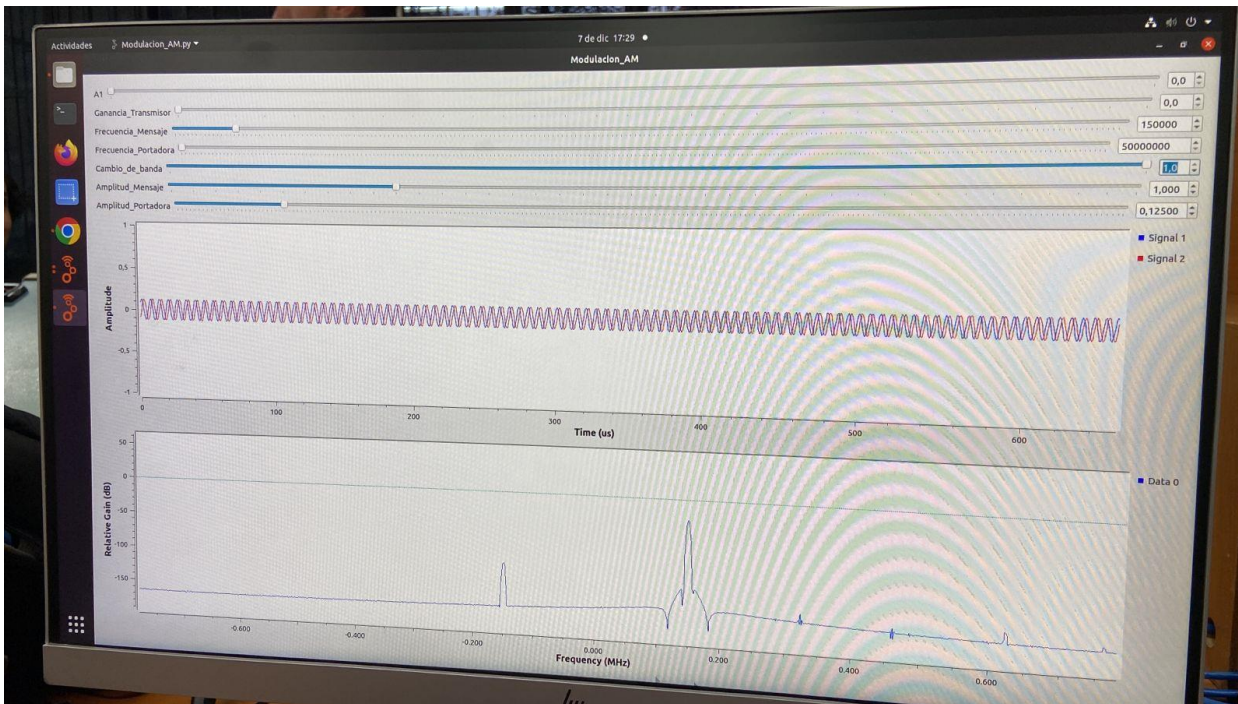 Actividades
Modulacion_AM.py
7 de dic 17:29
Modulacion_AM
A1
0,0
Ganancia_Transmisor
0,0
Frecuencia_Mensaje
150000
Frecuencia_Portadora
50000000
Cambio_de_banda
1,0
Amplitud_Mensaje
1,000
Amplitud_Portadora
0,12500
Signal 1
Signal 2
1
0,5
0
-0,5
-1
Amplitude
0 100 200 300 400 500 600
Time (us)
Data 0
50
0
-50
-100
-150
Relative Gain (dB)
-0.600 -0.400 -0.200 0.000 0.200 0.400 0.600
Frequency (MHz)